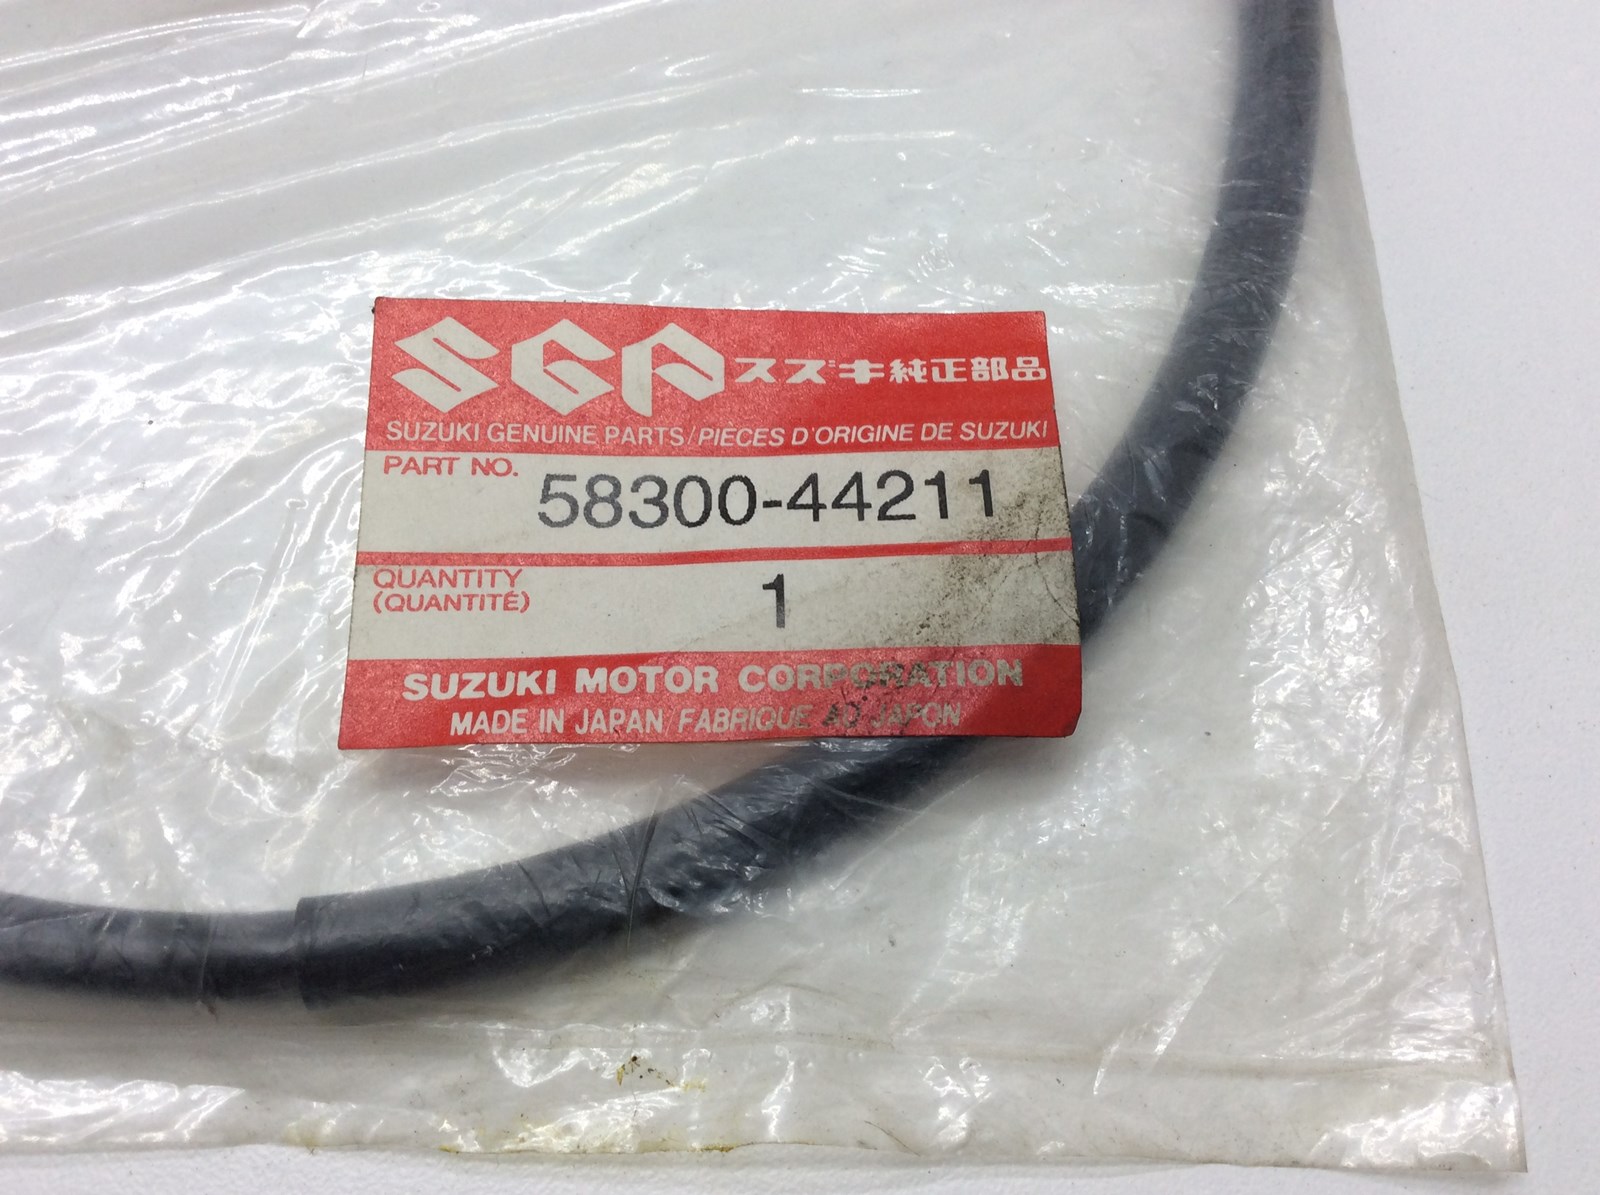 SGP スズキ純正部品
SUZUKI GENUINE PARTS/PIECES D'ORIGINE DE SUZUKI
PART NO. 58300-44211
QUANTITY 1
(QUANTITÉ)
SUZUKI MOTOR CORPORATION
MADE IN JAPAN FABRIQUE AU JAPON